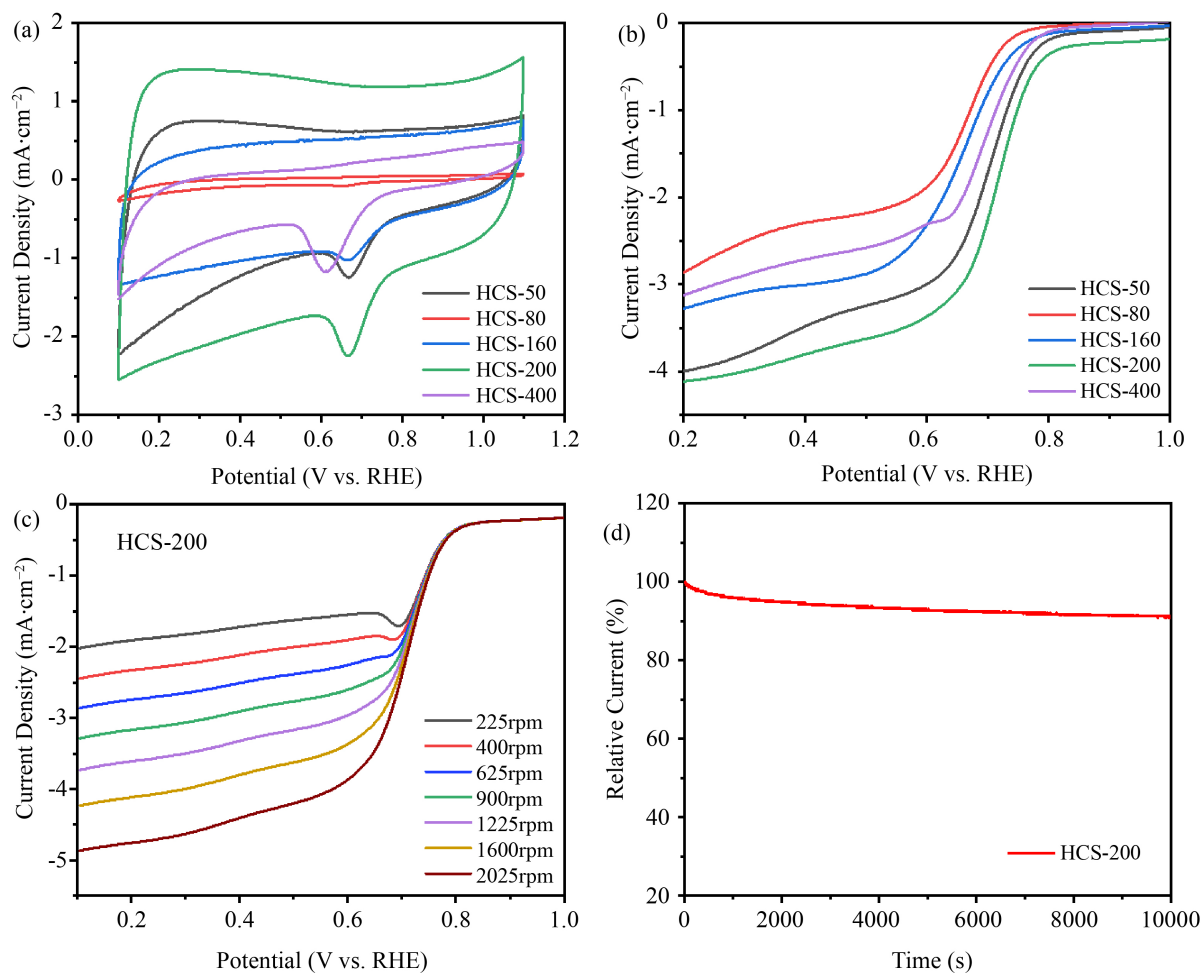 (a)
Current Density (mA·cm⁻²)
2
1
0
-1
-2
-3
0.0 0.2 0.4 0.6 0.8 1.0 1.2
Potential (V vs. RHE)
HCS-50
HCS-80
HCS-160
HCS-200
HCS-400
(b)
Current Density (mA·cm⁻²)
0
-1
-2
-3
-4
0.2 0.4 0.6 0.8 1.0
Potential (V vs. RHE)
HCS-50
HCS-80
HCS-160
HCS-200
HCS-400
(c)
HCS-200
Current Density (mA·cm⁻²)
0
-1
-2
-3
-4
-5
0.2 0.4 0.6 0.8 1.0
Potential (V vs. RHE)
225rpm
400rpm
625rpm
900rpm
1225rpm
1600rpm
2025rpm
(d)
Relative Current (%)
120
100
80
60
40
20
0 2000 4000 6000 8000 10000
Time (s)
HCS-200